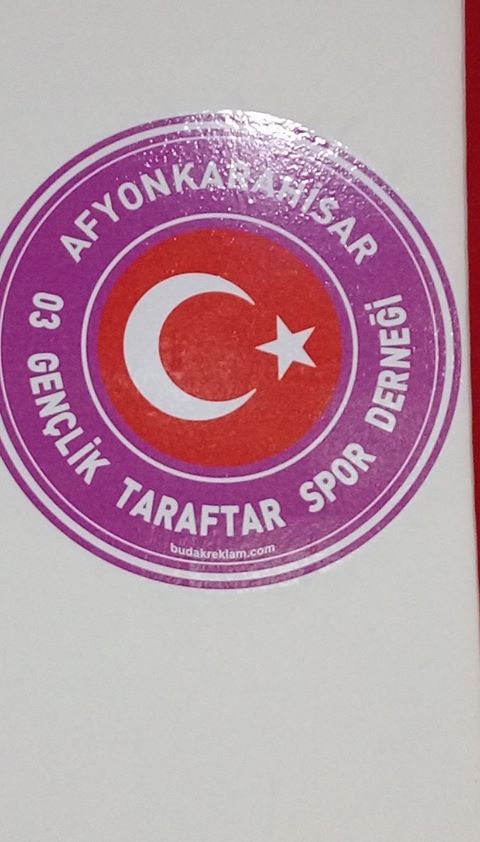 AFYONKARAHİSAR
03 GENÇLİK TARAFTAR SPOR DERNEĞİ
budakreklam.com